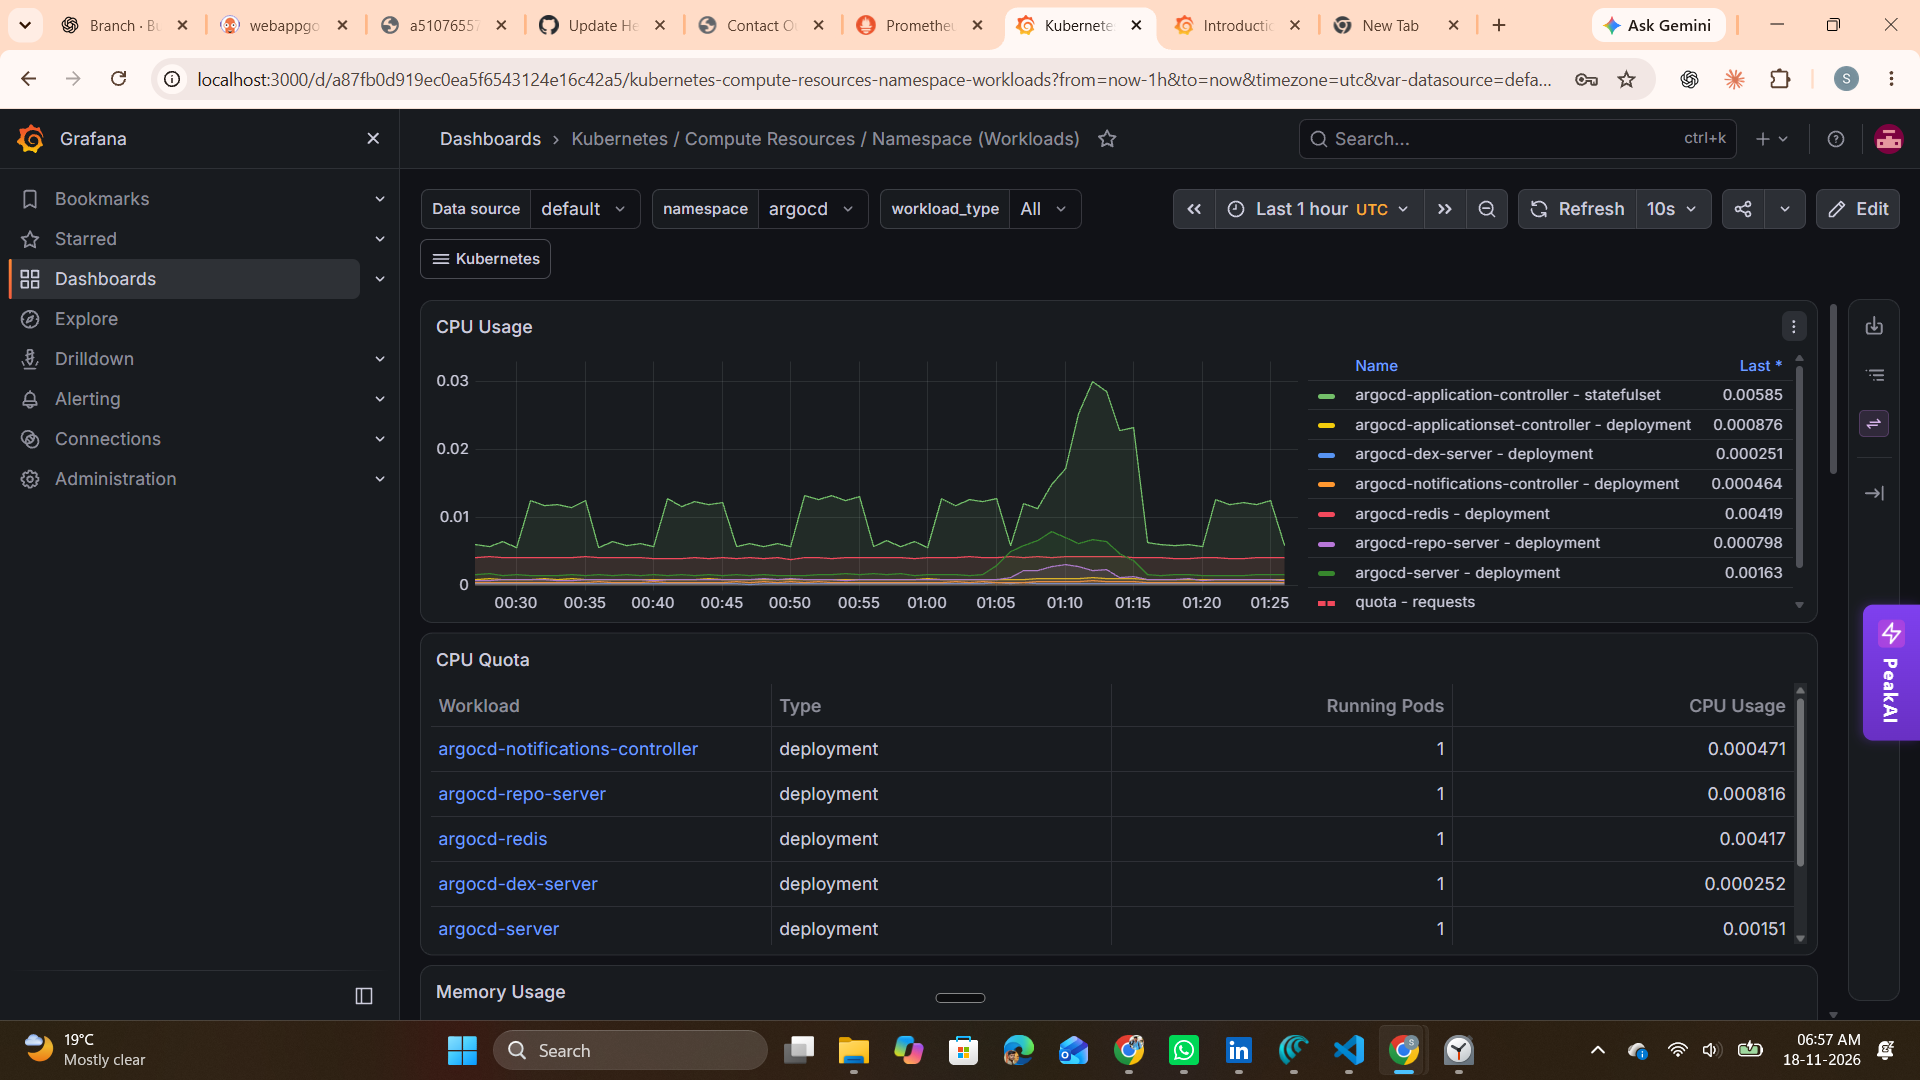 Branch · Bu
webappgo
a5107655
Update He
Contact O
Prometheu
Kubernete
Introductio
New Tab
Ask Gemini
localhost:3000/d/a87fb0d919ec0ea5f6543124e16c42a5/kubernetes-compute-resources-namespace-workloads?from=now-1h&to=now&timezone=utc&var-datasource=defa...
S
Grafana
Dashboards › Kubernetes / Compute Resources / Namespace (Workloads)
Search...
ctrl+k
Bookmarks
Starred
Dashboards
Explore
Drilldown
Alerting
Connections
Administration
Data source default
namespace argocd
workload_type All
Last 1 hour UTC
Refresh 10s
Edit
Kubernetes
CPU Usage
0.03
0.02
0.01
0
00:30 00:35 00:40 00:45 00:50 00:55 01:00 01:05 01:10 01:15 01:20 01:25
Name Last *
argocd-application-controller - statefulset 0.00585
argocd-applicationset-controller - deployment 0.000876
argocd-dex-server - deployment 0.000251
argocd-notifications-controller - deployment 0.000464
argocd-redis - deployment 0.00419
argocd-repo-server - deployment 0.000798
argocd-server - deployment 0.00163
quota - requests
CPU Quota
Workload Type Running Pods CPU Usage
argocd-notifications-controller deployment 1 0.000471
argocd-repo-server deployment 1 0.000816
argocd-redis deployment 1 0.00417
argocd-dex-server deployment 1 0.000252
argocd-server deployment 1 0.00151
Memory Usage
PeakAI
19°C
Mostly clear
Search
06:57 AM
18-11-2026